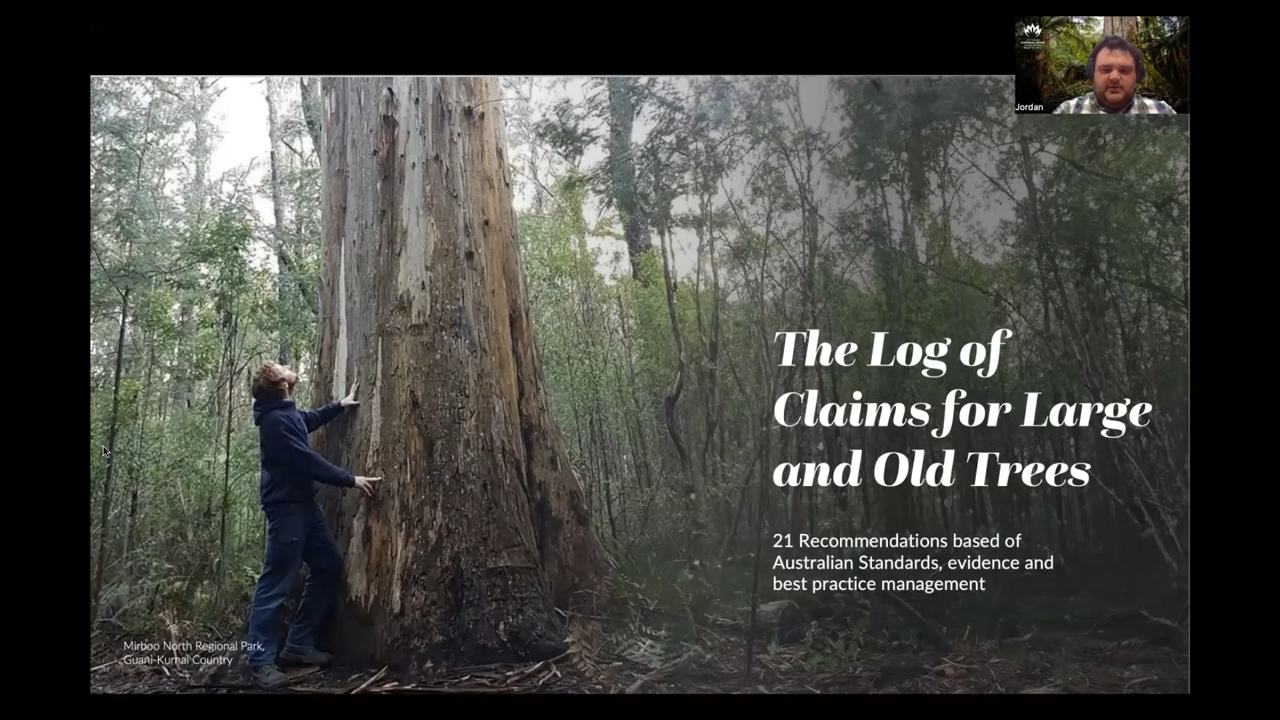 Jordan
The Log of
Claims for Large
and Old Trees
21 Recommendations based of
Australian Standards, evidence and
best practice management
Mirboo North Regional Park,
Guani-Kurnai Country